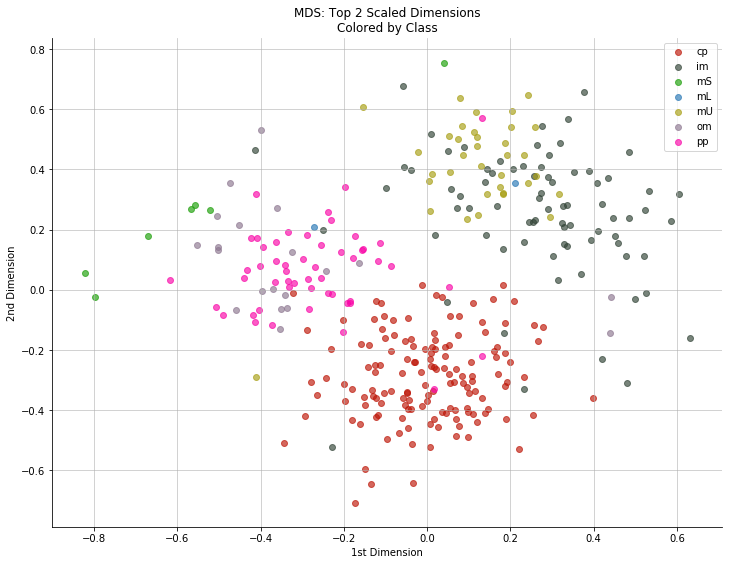 MDS: Top 2 Scaled Dimensions
Colored by Class
0.8
0.6
0.4
0.2
0.0
−0.2
−0.4
−0.6
2nd Dimension
−0.8
−0.6
−0.4
−0.2
0.0
0.2
0.4
0.6
1st Dimension
cp
im
mS
mL
mU
om
pp